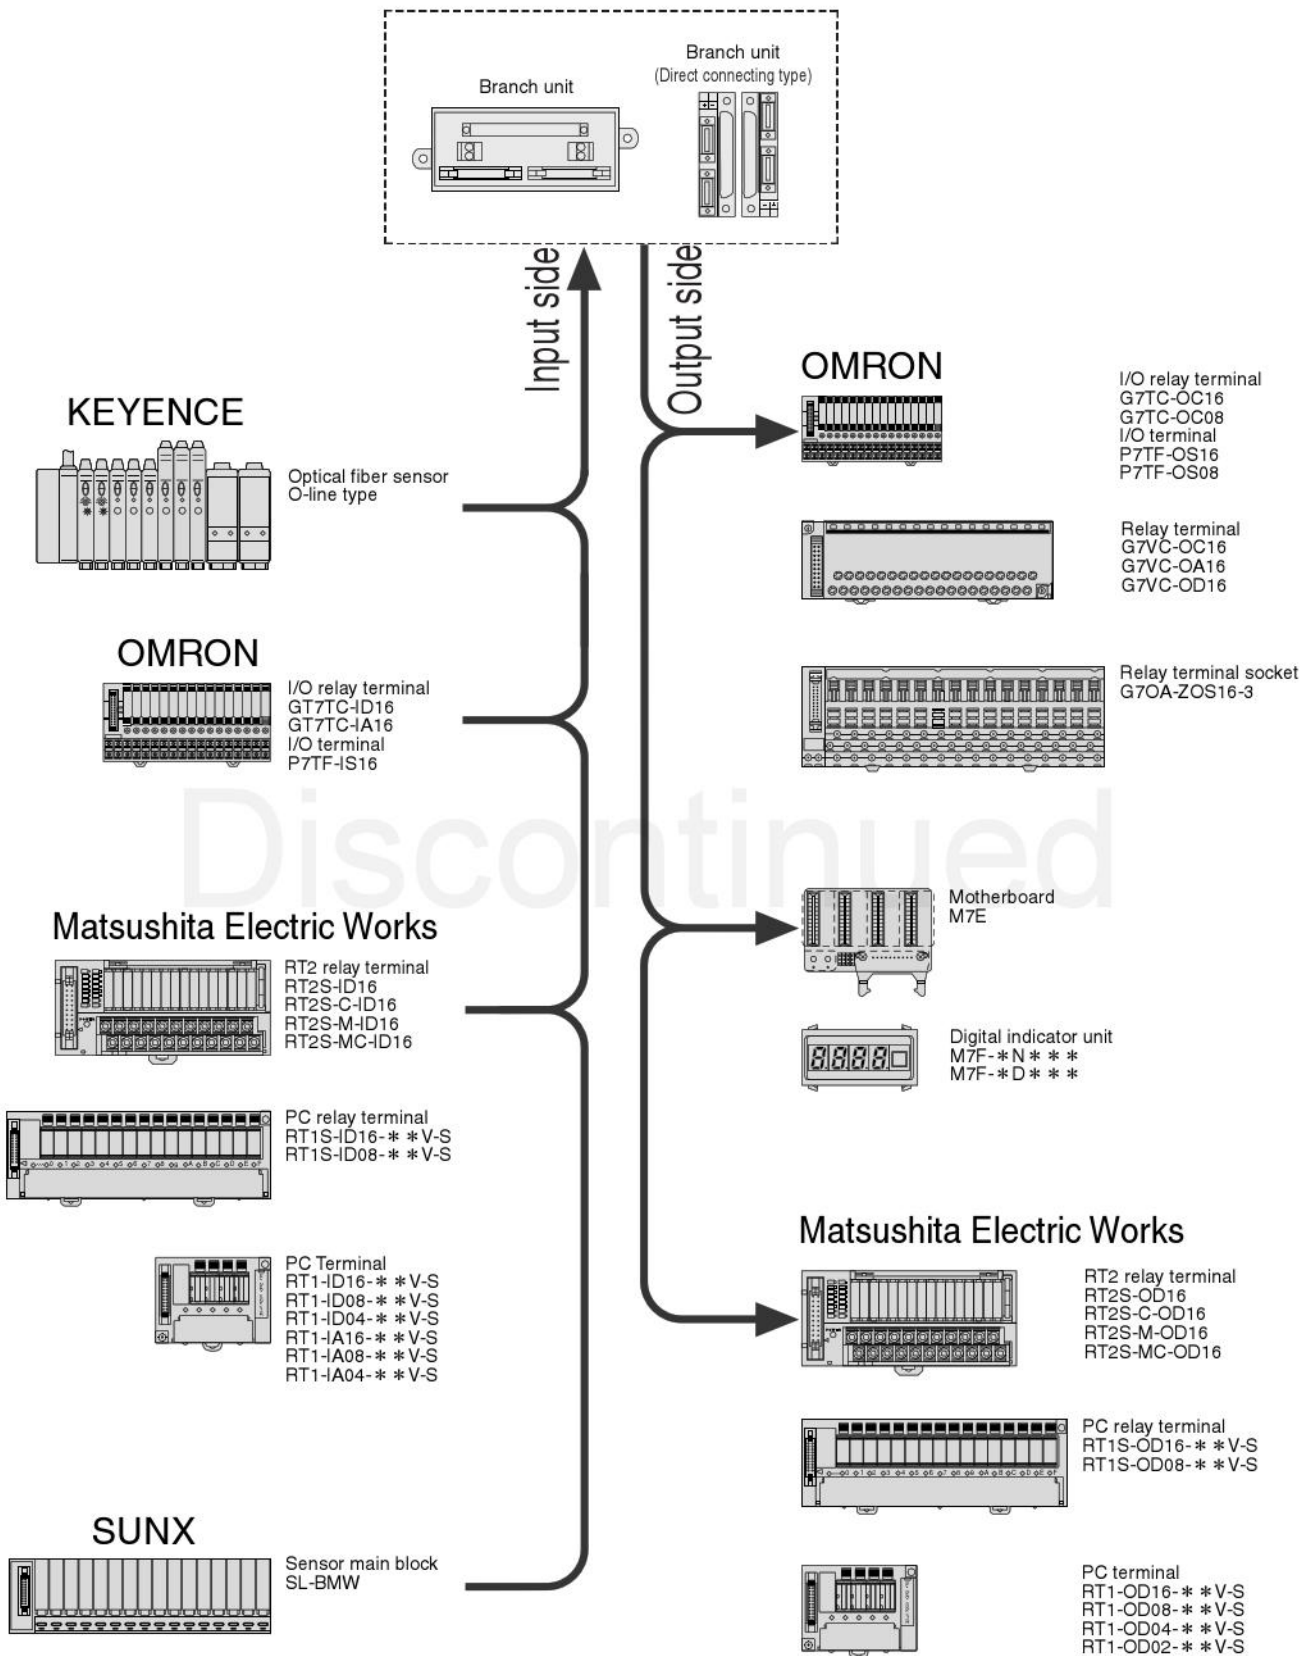 Branch unit
Branch unit
(Direct connecting type)
Input side
Output side
KEYENCE
Optical fiber sensor
O-line type
OMRON
I/O relay terminal
GT7TC-ID16
GT7TC-IA16
I/O terminal
P7TF-IS16
Matsushita Electric Works
RT2 relay terminal
RT2S-ID16
RT2S-C-ID16
RT2S-M-ID16
RT2S-MC-ID16
PC relay terminal
RT1S-ID16-**V-S
RT1S-ID08-**V-S
PC Terminal
RT1-ID16-**V-S
RT1-ID08-**V-S
RT1-ID04-**V-S
RT1-IA16-**V-S
RT1-IA08-**V-S
RT1-IA04-**V-S
SUNX
Sensor main block
SL-BMW
OMRON
I/O relay terminal
G7TC-OC16
G7TC-OC08
I/O terminal
P7TF-OS16
P7TF-OS08
Relay terminal
G7VC-OC16
G7VC-OA16
G7VC-OD16
Relay terminal socket
G7OA-ZOS16-3
Discontinued
Motherboard
M7E
Digital indicator unit
M7F-*N***
M7F-*D***
Matsushita Electric Works
RT2 relay terminal
RT2S-OD16
RT2S-C-OD16
RT2S-M-OD16
RT2S-MC-OD16
PC relay terminal
RT1S-OD16-**V-S
RT1S-OD08-**V-S
PC terminal
RT1-OD16-**V-S
RT1-OD08-**V-S
RT1-OD04-**V-S
RT1-OD02-**V-S